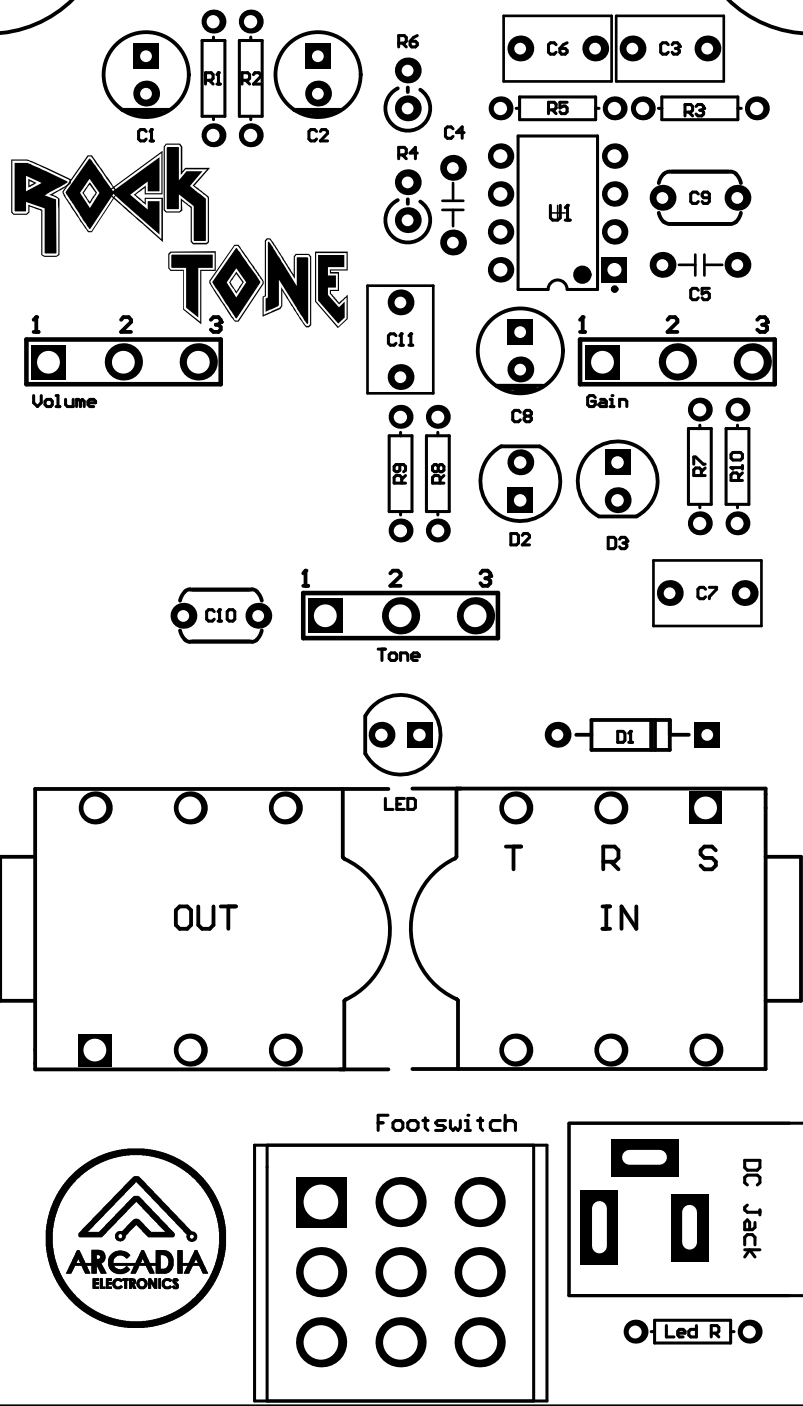 R6
C6
C3
R1
R2
R5
R3
C1
C2
C4
ROCK
R4
C9
U1
TONE
C5
1 2 3
C11
1 2 3
Volume
C8
Gain
R9
R8
R7
R10
D2
D3
1 2 3
C10
C7
Tone
D1
LED
T R S
OUT
IN
Footswitch
DC Jack
ARCADIA
ELECTRONICS
Led R